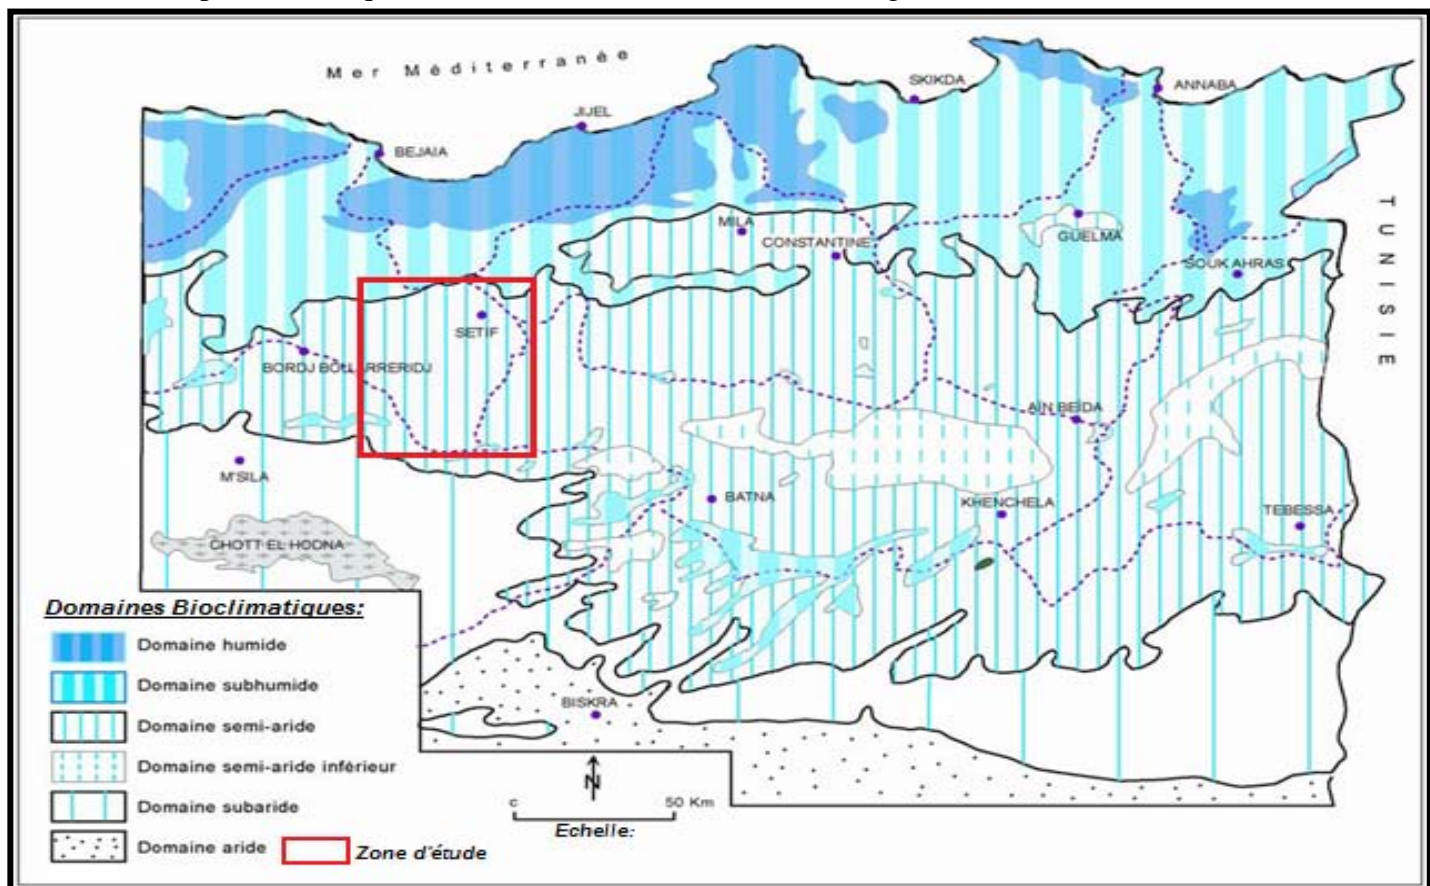 Mer Méditerranée
SKIKDA
ANNABA
JIJEL
BEJAIA
TUNISIE
MILA
CONSTANTINE
GUELMA
SOUK AHRAS
SETIF
BORDJ BOU ARRERIDJ
AIN BEIDA
M'SILA
BATNA
KHENCHELA
TEBESSA
CHOTT EL HODNA
Domaines Bioclimatiques:
Domaine humide
Domaine subhumide
Domaine semi-aride
Domaine semi-aride inférieur
Domaine subaride
Domaine aride
Zone d'étude
BISKRA
N
50 Km
Echelle: